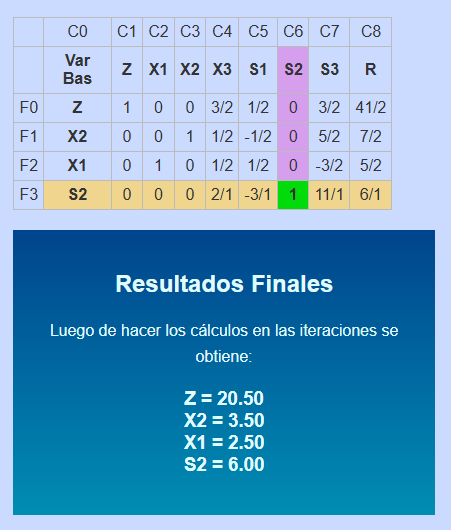 C0 C1 C2 C3 C4 C5 C6 C7 C8
Var Bas Z X1 X2 X3 S1 S2 S3 R
F0 Z 1 0 0 3/2 1/2 0 3/2 41/2
F1 X2 0 0 1 1/2 -1/2 0 5/2 7/2
F2 X1 0 1 0 1/2 1/2 0 -3/2 5/2
F3 S2 0 0 0 2/1 -3/1 1 11/1 6/1
Resultados Finales
Luego de hacer los cálculos en las iteraciones se
obtiene:
Z = 20.50
X2 = 3.50
X1 = 2.50
S2 = 6.00